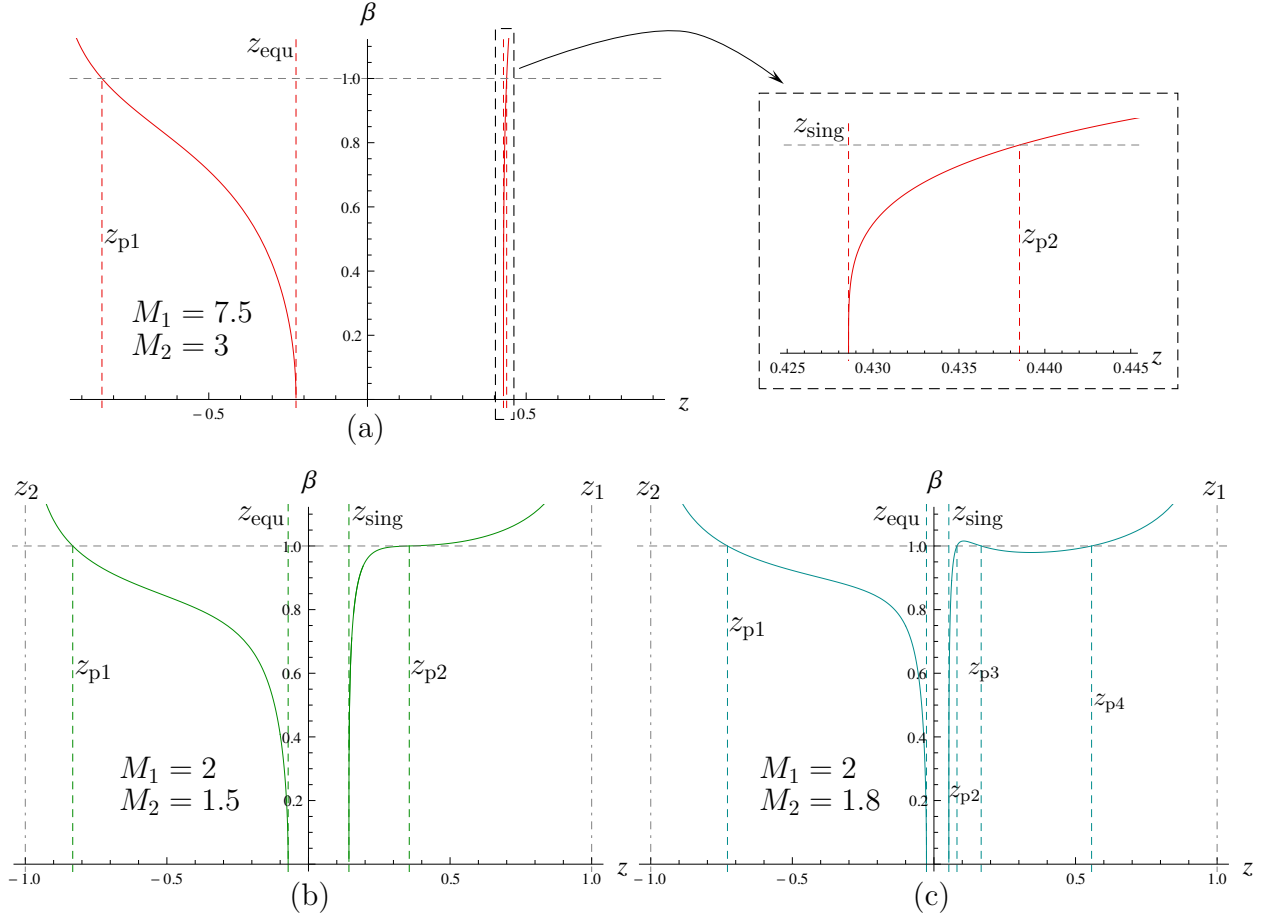 β
z_equ
1.0
0.8
0.6
0.4
0.2
z_p1
M_1 = 7.5
M_2 = 3
−0.5
0.5
z
(a)
z_sing
z_p2
0.425
0.430
0.435
0.440
0.445
z
β
z_2
z_equ
z_sing
z_1
1.0
0.8
0.6
0.4
0.2
z_p1
z_p2
M_1 = 2
M_2 = 1.5
−1.0
−0.5
0.5
1.0
z
(b)
β
z_2
z_equ
z_sing
z_1
1.0
0.8
0.6
0.4
0.2
z_p1
z_p3
z_p4
z_p2
M_1 = 2
M_2 = 1.8
−1.0
−0.5
0.5
1.0
z
(c)